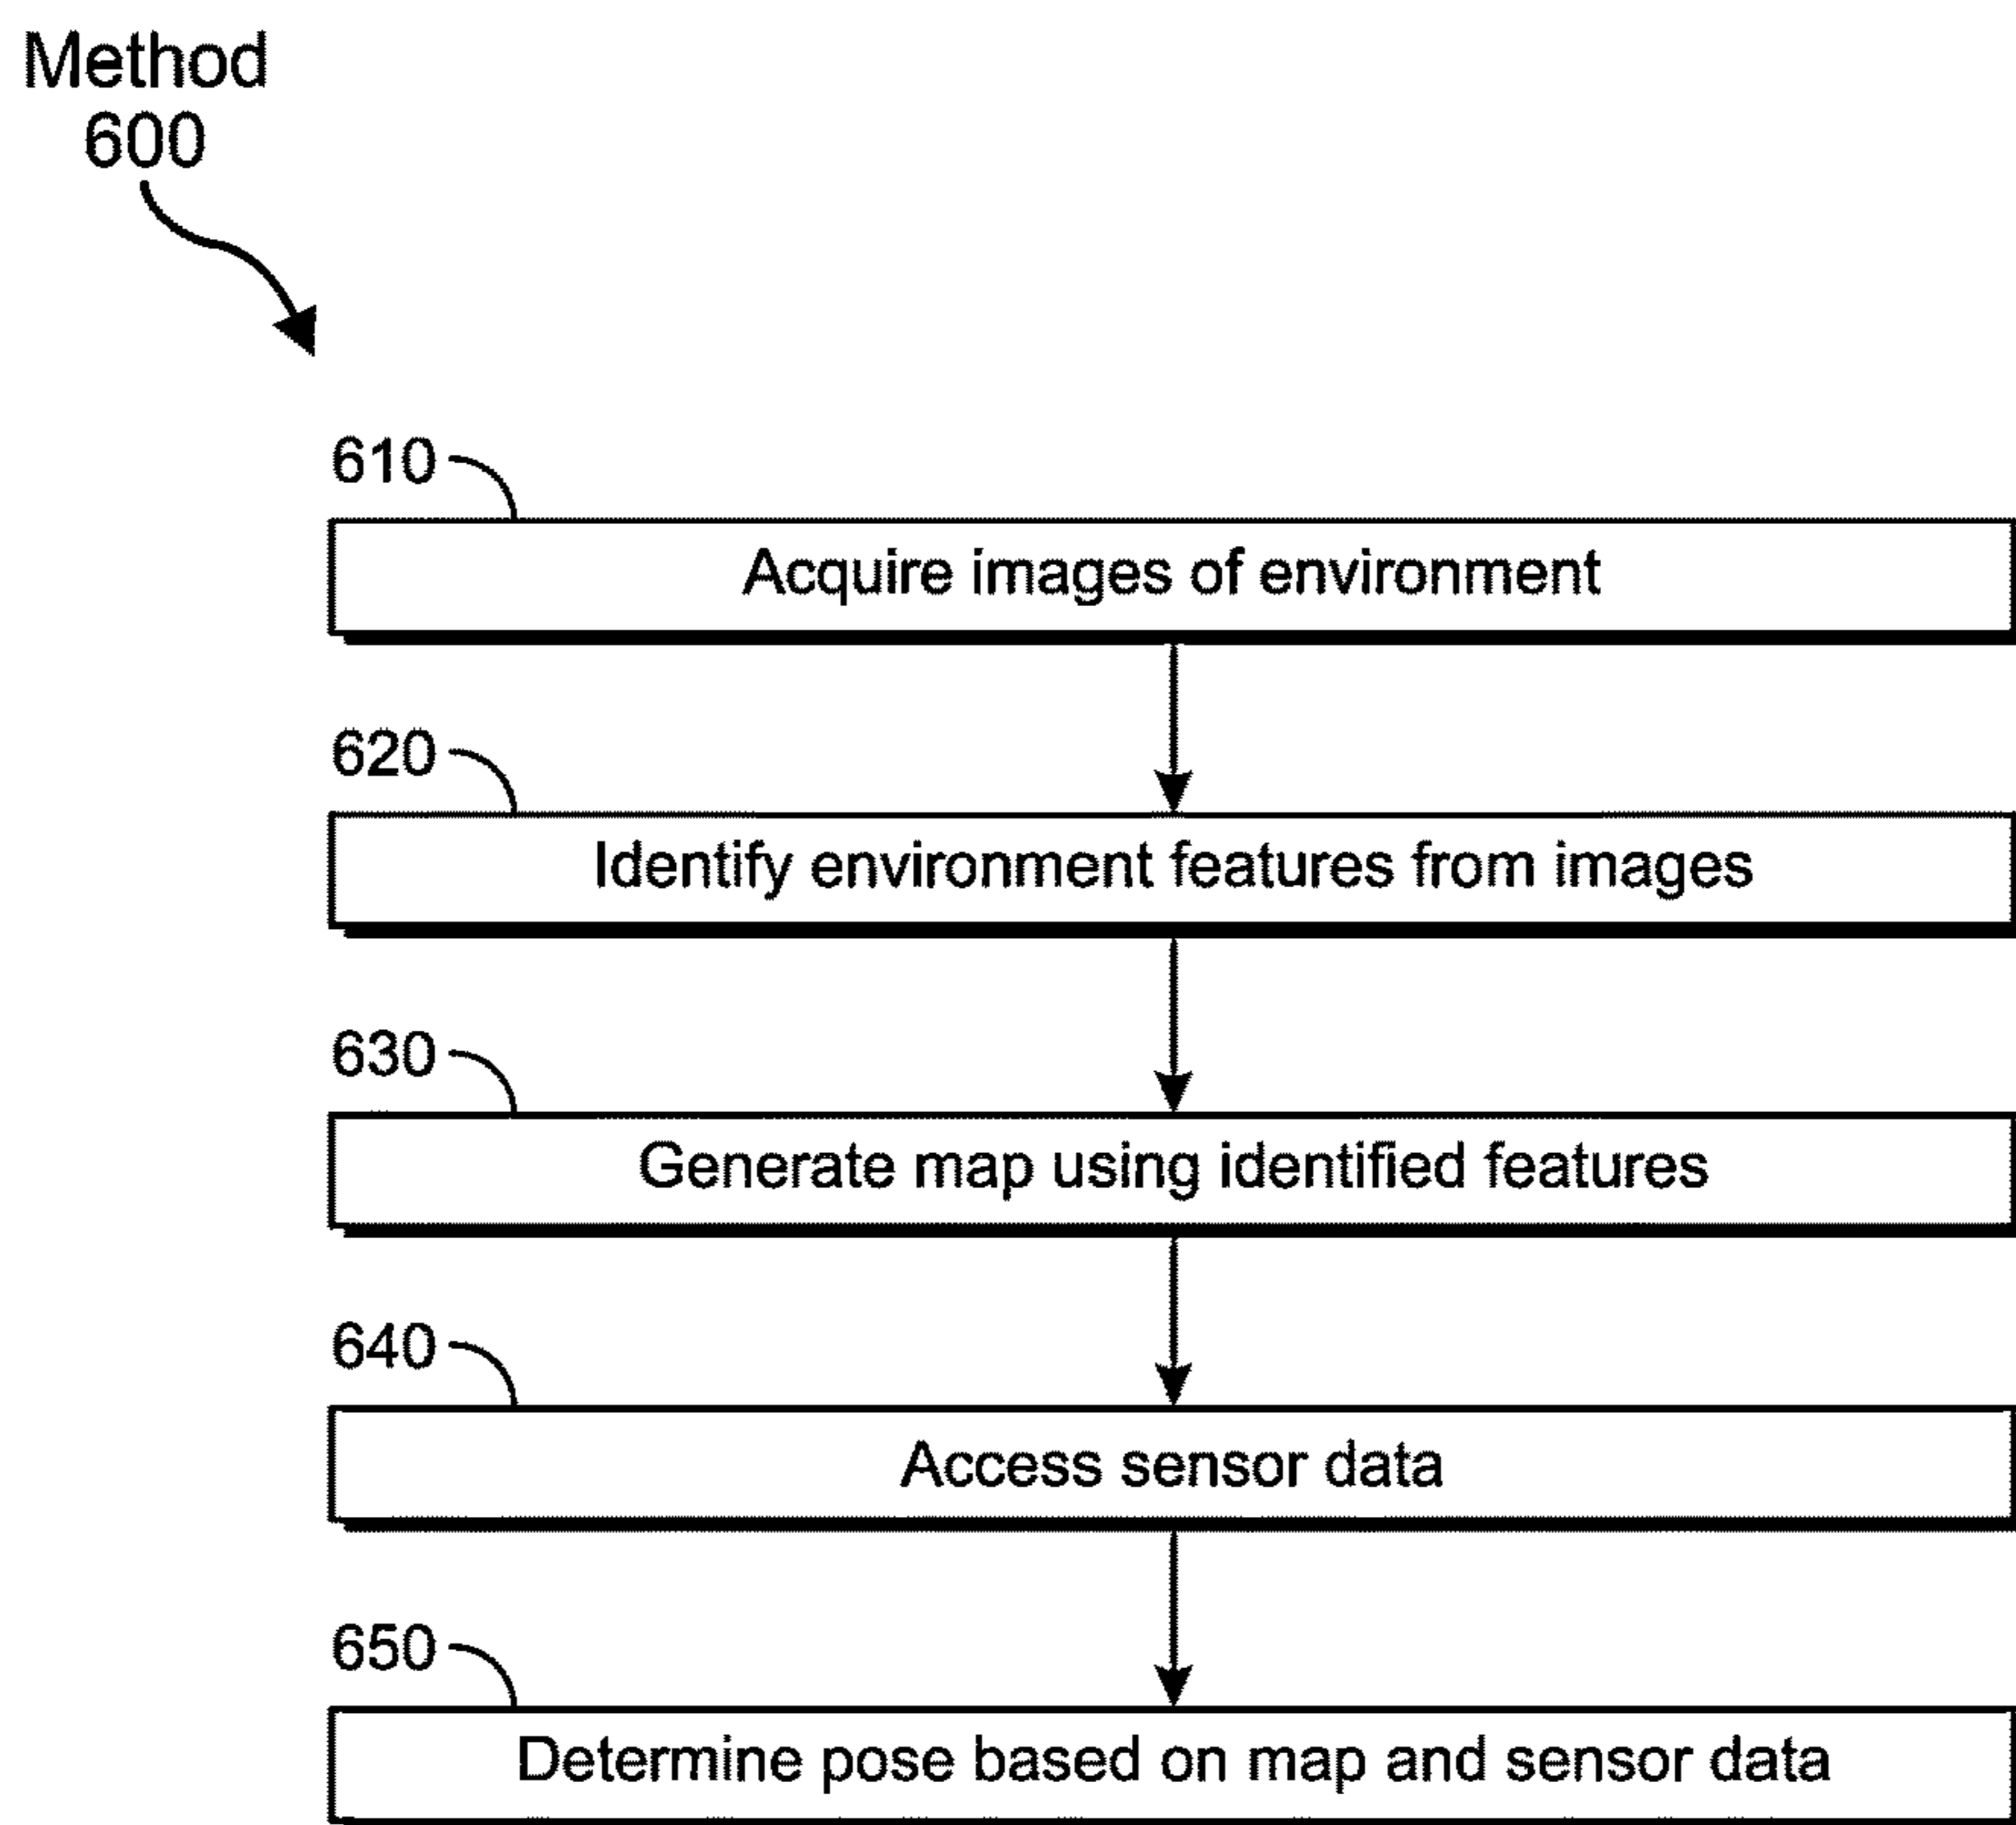 Method
600
610
Acquire images of environment
620
Identify environment features from images
630
Generate map using identified features
640
Access sensor data
650
Determine pose based on map and sensor data